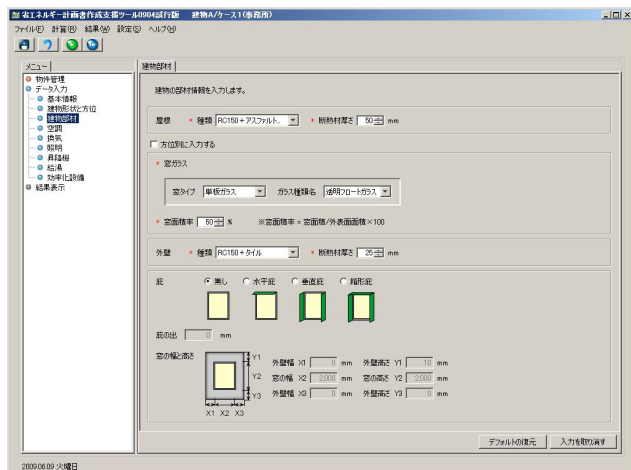 省エネルギー計画書作成支援ツール0904試行版 建物A/ケース1(事務所)
ファイル(F) 計算(R) 結果(W) 設定(S) ヘルプ(H)
メニュー
物件管理
データ入力
基本情報
建物形状と方位
建物部材
空調
換気
照明
昇降機
給湯
効率化設備
結果表示
建物部材
建物の部材情報を入力します。
屋根 * 種類 RC150+アスファルト、 * 断熱材厚さ 50 mm
方位別に入力する
* 窓ガラス
窓タイプ 単板ガラス ガラス種類名 透明フロートガラス
* 窓面積率 50 % ※窓面積率 = 窓面積/外表面面積×100
外壁 * 種類 RC150+タイル * 断熱材厚さ 25 mm
庇 無し 水平庇 垂直庇 箱形庇
庇の出 0 mm
窓の幅と高さ
Y1 外壁幅 X1 0 mm 外壁高さ Y1 10 mm
Y2 窓の幅 X2 2,000 mm 窓の高さ Y2 2,000 mm
Y3 外壁幅 X3 0 mm 外壁高さ Y3 0 mm
X1 X2 X3
デフォルトの復元 入力を取り消す
2009.06.09 火曜日